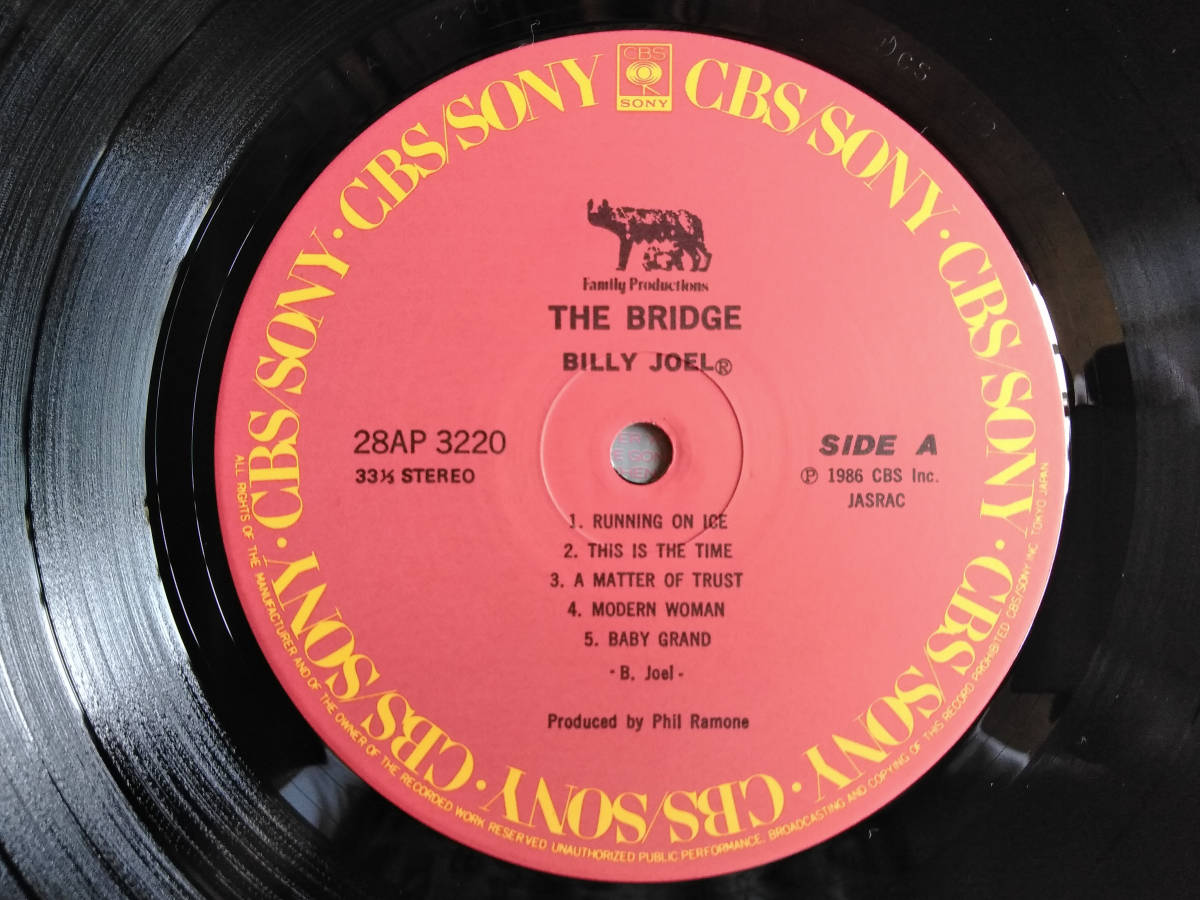 CBS
SONY
CBS/SONY · CBS/SONY · CBS/SONY · CBS/SONY · CBS/SONY · CBS/SONY · CBS/SONY · CBS/SONY · CBS/SONY · CBS/SONY
Family Productions
THE BRIDGE
BILLY JOEL®
28AP 3220
33⅓ STEREO
SIDE A
Ⓟ 1986 CBS Inc.
JASRAC
1. RUNNING ON ICE
2. THIS IS THE TIME
3. A MATTER OF TRUST
4. MODERN WOMAN
5. BABY GRAND
- B. Joel -
Produced by Phil Ramone
ALL RIGHTS OF THE MANUFACTURER AND OF THE OWNER OF THE RECORDED WORK RESERVED UNAUTHORIZED PUBLIC PERFORMANCE, BROADCASTING AND COPYING OF THIS RECORD PROHIBITED CBS/SONY INC. TOKYO JAPAN